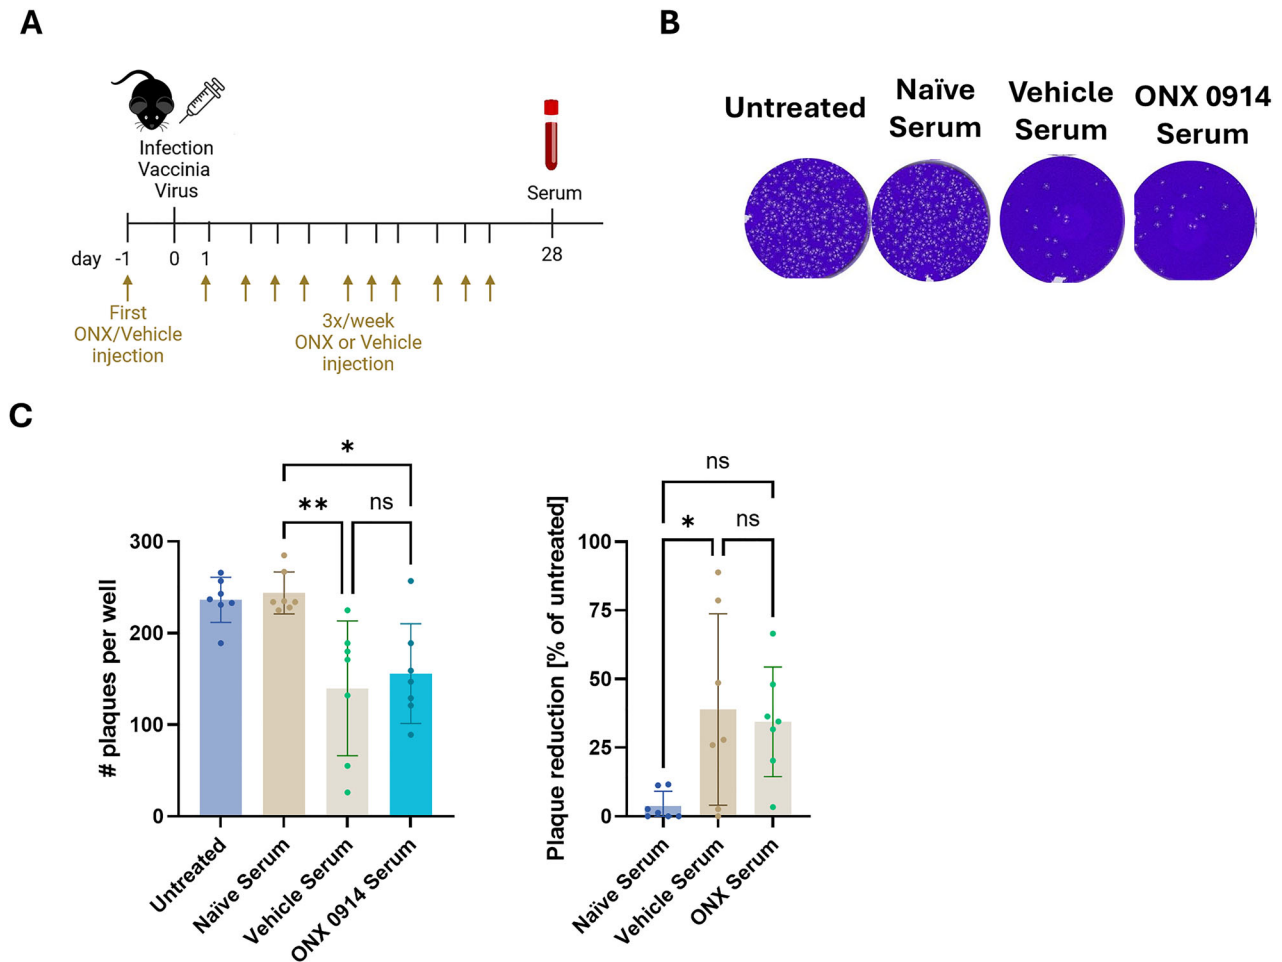 A
Infection
Vaccinia
Virus
Serum
day -1 0 1 28
First
ONX/Vehicle
injection
3x/week
ONX or Vehicle
injection
B
Untreated
Naïve
Serum
Vehicle
Serum
ONX 0914
Serum
C
*
** ns
# plaques per well
300
200
100
0
Untreated
Naïve Serum
Vehicle Serum
ONX 0914 Serum
ns
* ns
Plaque reduction [% of untreated]
100
75
50
25
0
Naïve Serum
Vehicle Serum
ONX Serum